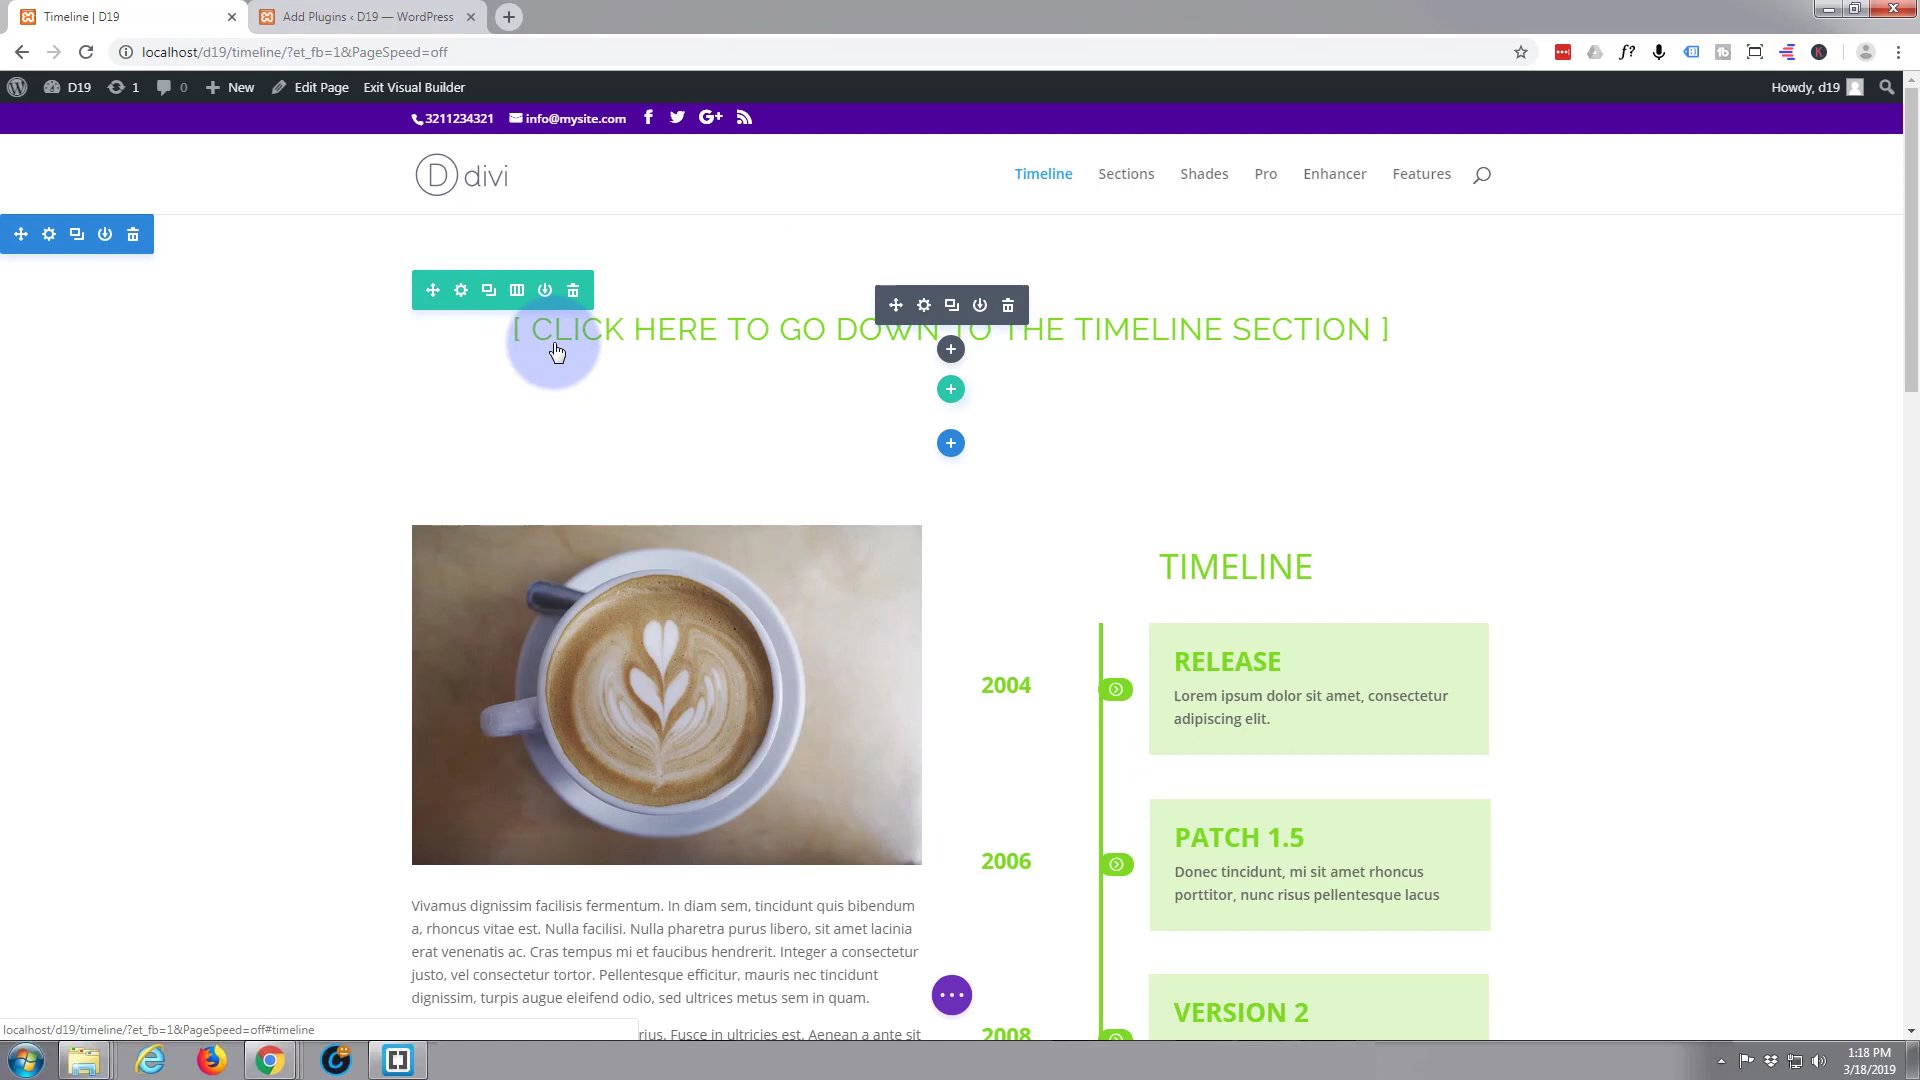 Timeline | D19
Add Plugins ‹ D19 — WordPress
localhost/d19/timeline/?et_fb=1&PageSpeed=off
D19
1
0
New
Edit Page
Exit Visual Builder
Howdy, d19
3211234321
info@mysite.com
D divi
Timeline
Sections
Shades
Pro
Enhancer
Features
[ CLICK HERE TO GO DOWN TO THE TIMELINE SECTION ]
TIMELINE
2004
RELEASE
Lorem ipsum dolor sit amet, consectetur
adipiscing elit.
2006
PATCH 1.5
Donec tincidunt, mi sit amet rhoncus
porttitor, nunc risus pellentesque lacus
2008
VERSION 2
Vivamus dignissim facilisis fermentum. In diam sem, tincidunt quis bibendum
a, rhoncus vitae est. Nulla facilisi. Nulla pharetra purus libero, sit amet lacinia
erat venenatis ac. Cras tempus mi et faucibus hendrerit. Integer a consectetur
justo, vel consectetur tortor. Pellentesque efficitur, mauris nec tincidunt
dignissim, turpis augue eleifend odio, sed ultrices metus sem in quam.
rius. Fusce in ultricies est. Aenean a ante sit
localhost/d19/timeline/?et_fb=1&PageSpeed=off#timeline
1:18 PM
3/18/2019